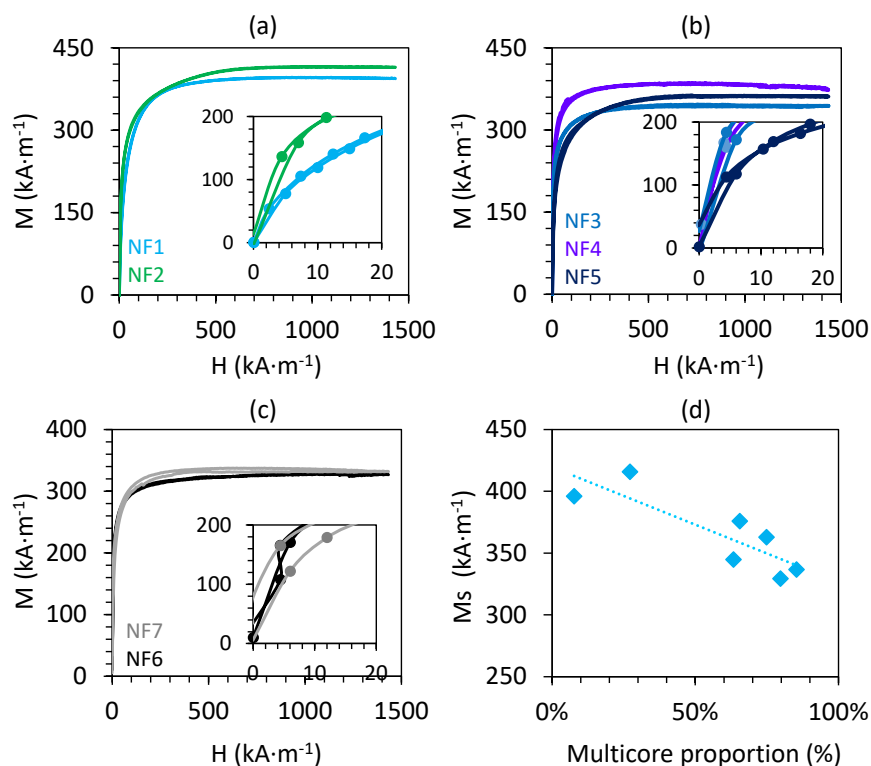 (a)
450
300
150
0
M (kA·m⁻¹)
NF1
NF2
200
100
0
0
10
20
0
500
1000
1500
H (kA·m⁻¹)
(b)
450
300
150
0
M (kA·m⁻¹)
NF3
NF4
NF5
200
100
0
0
10
20
0
500
1000
1500
H (kA·m⁻¹)
(c)
400
300
200
100
0
M (kA·m⁻¹)
NF7
NF6
200
100
0
0
10
20
0
500
1000
1500
H (kA·m⁻¹)
(d)
450
400
350
300
250
Ms (kA·m⁻¹)
0%
50%
100%
Multicore proportion (%)